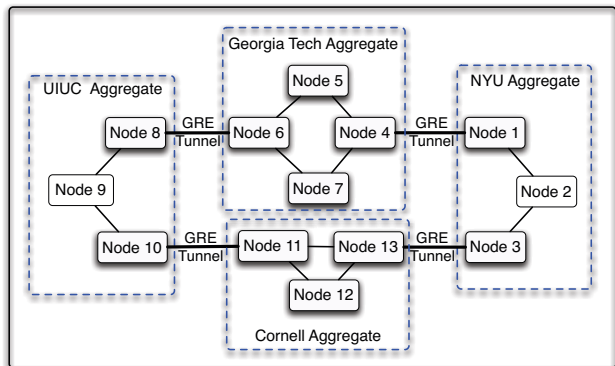 Georgia Tech Aggregate
UIUC Aggregate
NYU Aggregate
Node 5
Node 8
GRE
Tunnel
Node 6
Node 4
GRE
Tunnel
Node 1
Node 9
Node 7
Node 2
Node 10
GRE
Tunnel
Node 11
Node 13
GRE
Tunnel
Node 3
Node 12
Cornell Aggregate